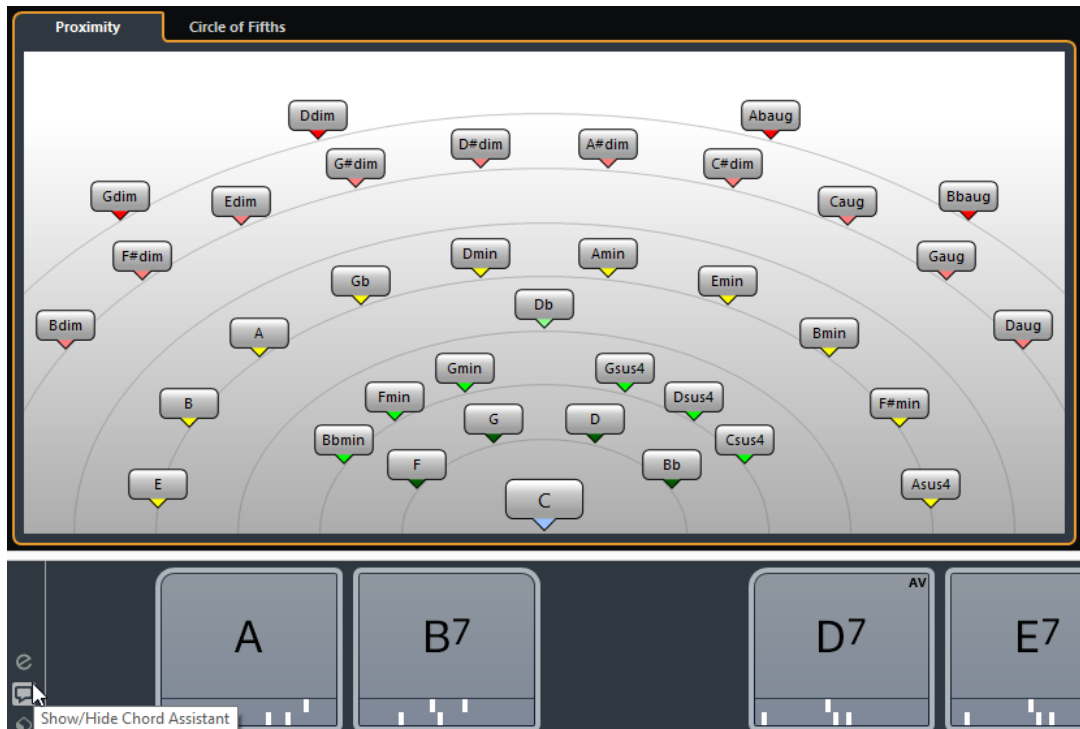 Proximity
Circle of Fifths
Ddim
Abaug
D#dim
A#dim
G#dim
C#dim
Gdim
Edim
Caug
Bbaug
F#dim
Dmin
Amin
Gaug
Gb
Emin
Db
Bdim
A
Bmin
Daug
Gmin
Gsus4
Fmin
Dsus4
B
F#min
G
D
Bbmin
Csus4
F
Bb
E
Asus4
C
AV
A
B7
D7
E7
e
Show/Hide Chord Assistant